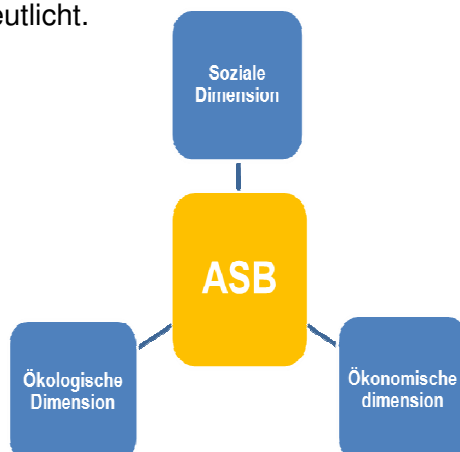 eutlicht.
Soziale
Dimension
ASB
Ökologische
Dimension
Ökonomische
dimension